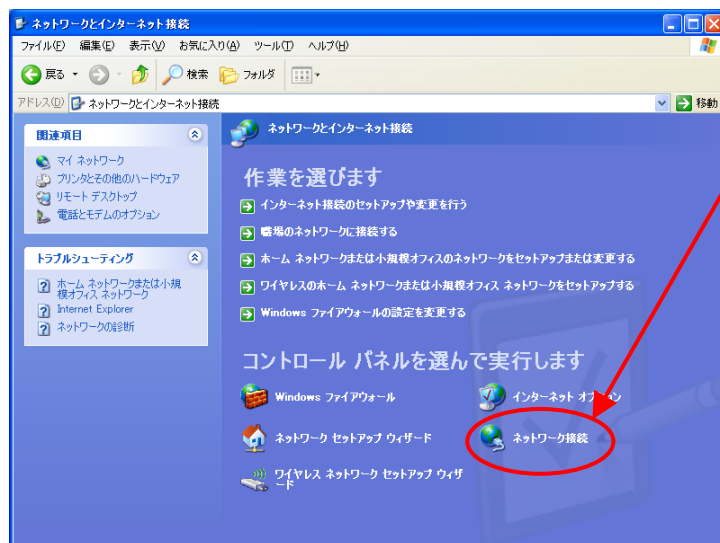 ネットワークとインターネット接続
ファイル(F) 編集(E) 表示(V) お気に入り(A) ツール(T) ヘルプ(H)
戻る 検索 フォルダ
アドレス(D) ネットワークとインターネット接続 移動
関連項目
マイ ネットワーク
プリンタとその他のハードウェア
リモート デスクトップ
電話とモデムのオプション
トラブルシューティング
ホーム ネットワークまたは小規
模オフィス ネットワーク
Internet Explorer
ネットワークの診断
ネットワークとインターネット接続
作業を選びます
インターネット接続のセットアップや変更を行う
職場のネットワークに接続する
ホーム ネットワークまたは小規模オフィスのネットワークをセットアップまたは変更する
ワイヤレスのホーム ネットワークまたは小規模オフィス ネットワークをセットアップする
Windows ファイアウォールの設定を変更する
コントロール パネルを選んで実行します
Windows ファイアウォール
インターネット オプション
ネットワーク セットアップ ウィザード
ネットワーク接続
ワイヤレス ネットワーク セットアップ ウィザ
ード